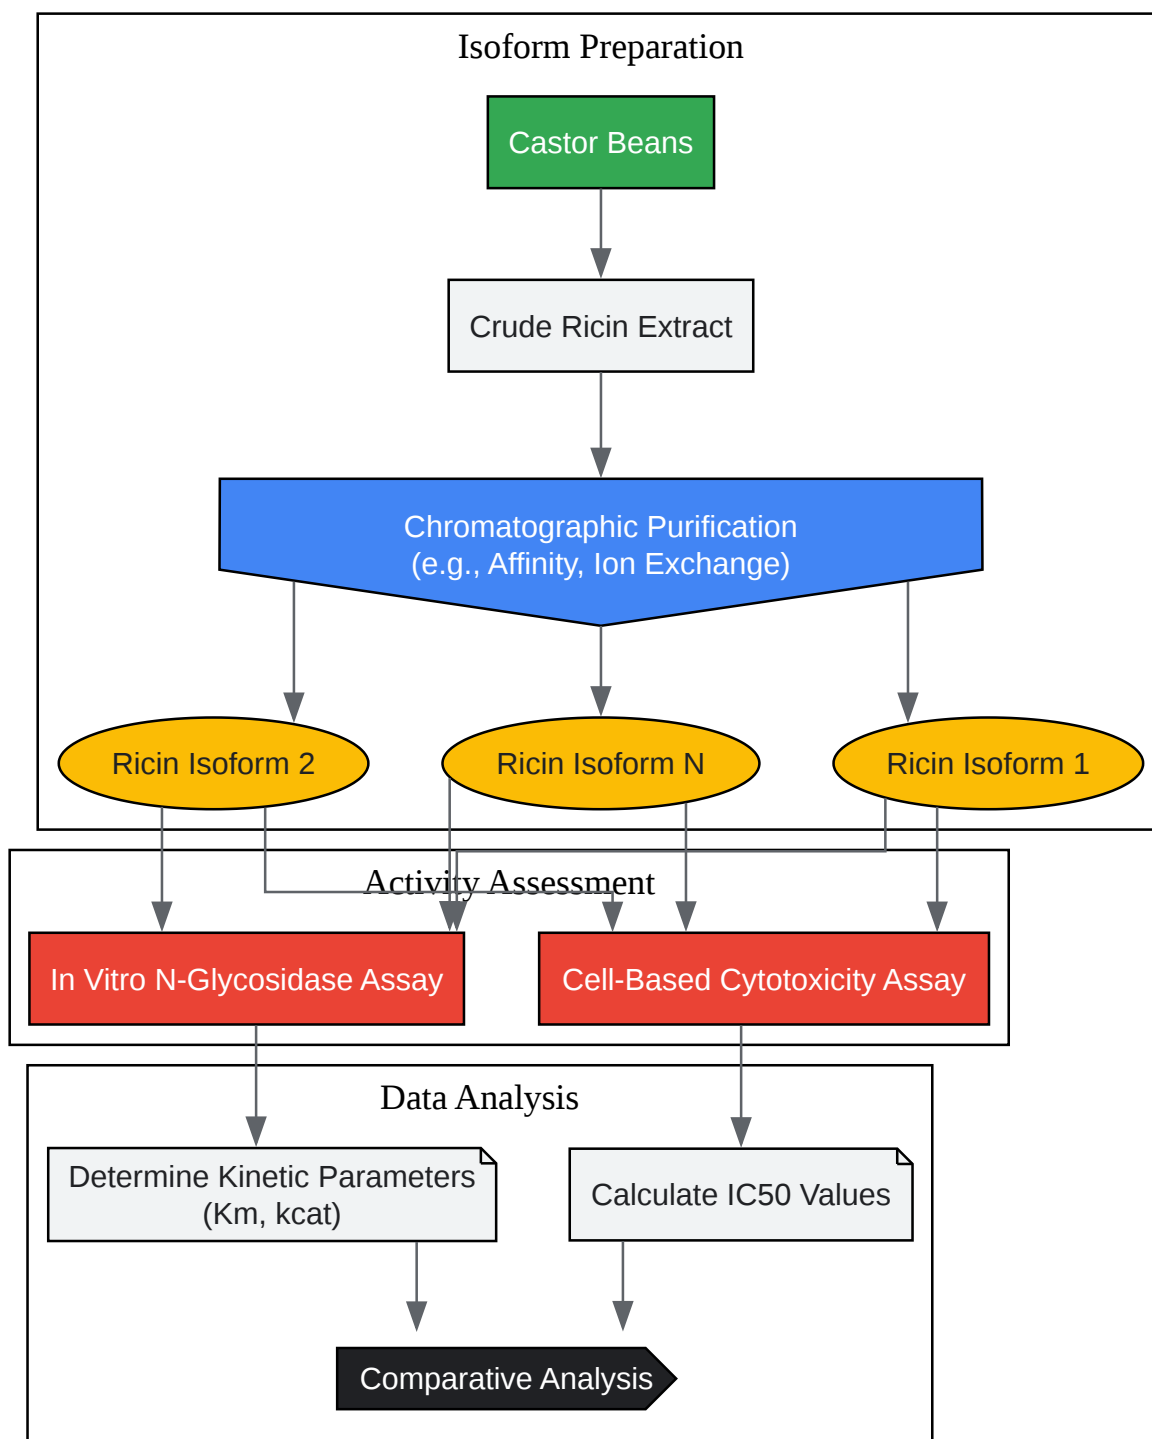 Isoform Preparation
Castor Beans
Crude Ricin Extract
Chromatographic Purification
(e.g., Affinity, Ion Exchange)
Ricin Isoform 2
Ricin Isoform N
Ricin Isoform 1
Activity Assessment
In Vitro N-Glycosidase Assay
Cell-Based Cytotoxicity Assay
Data Analysis
Determine Kinetic Parameters
(Km, kcat)
Calculate IC50 Values
Comparative Analysis